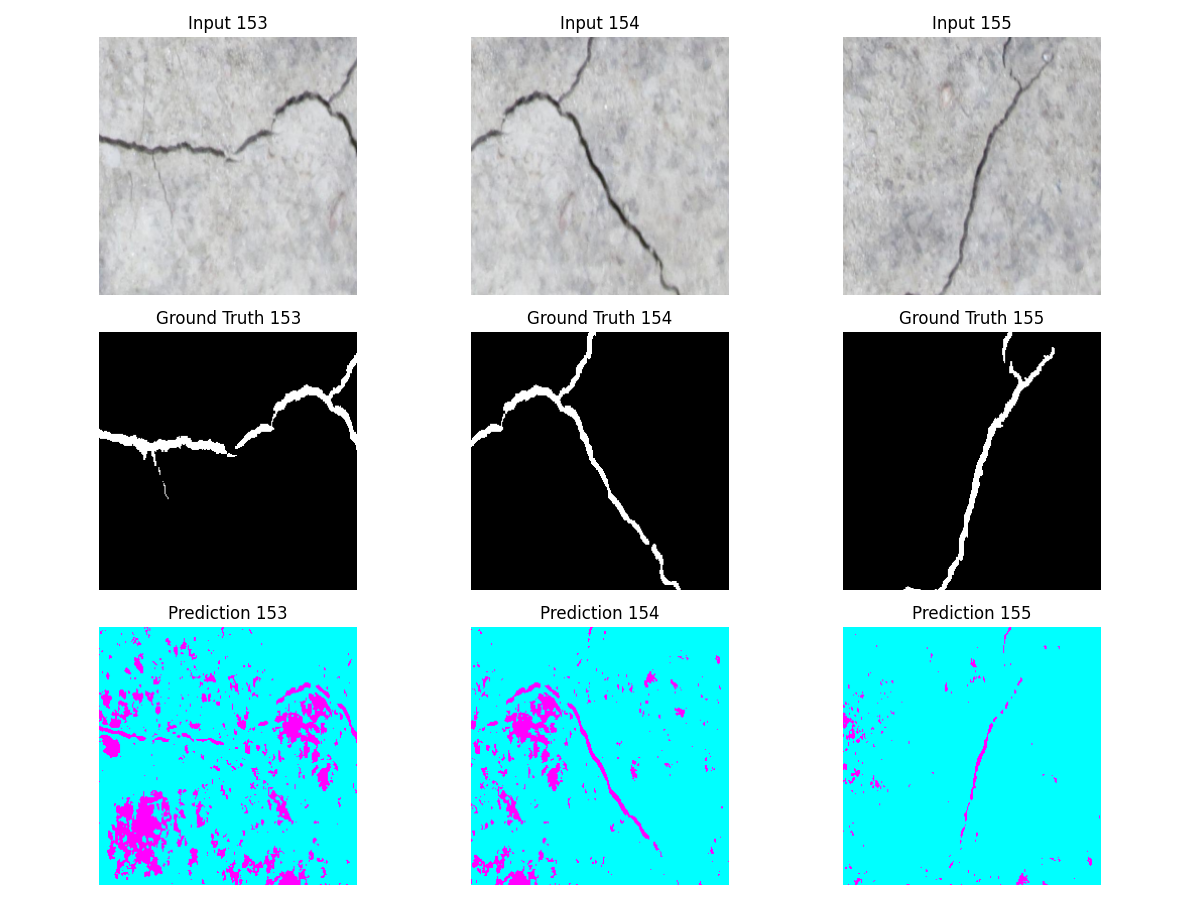 Input 153
Input 154
Input 155
Ground Truth 153
Ground Truth 154
Ground Truth 155
Prediction 153
Prediction 154
Prediction 155